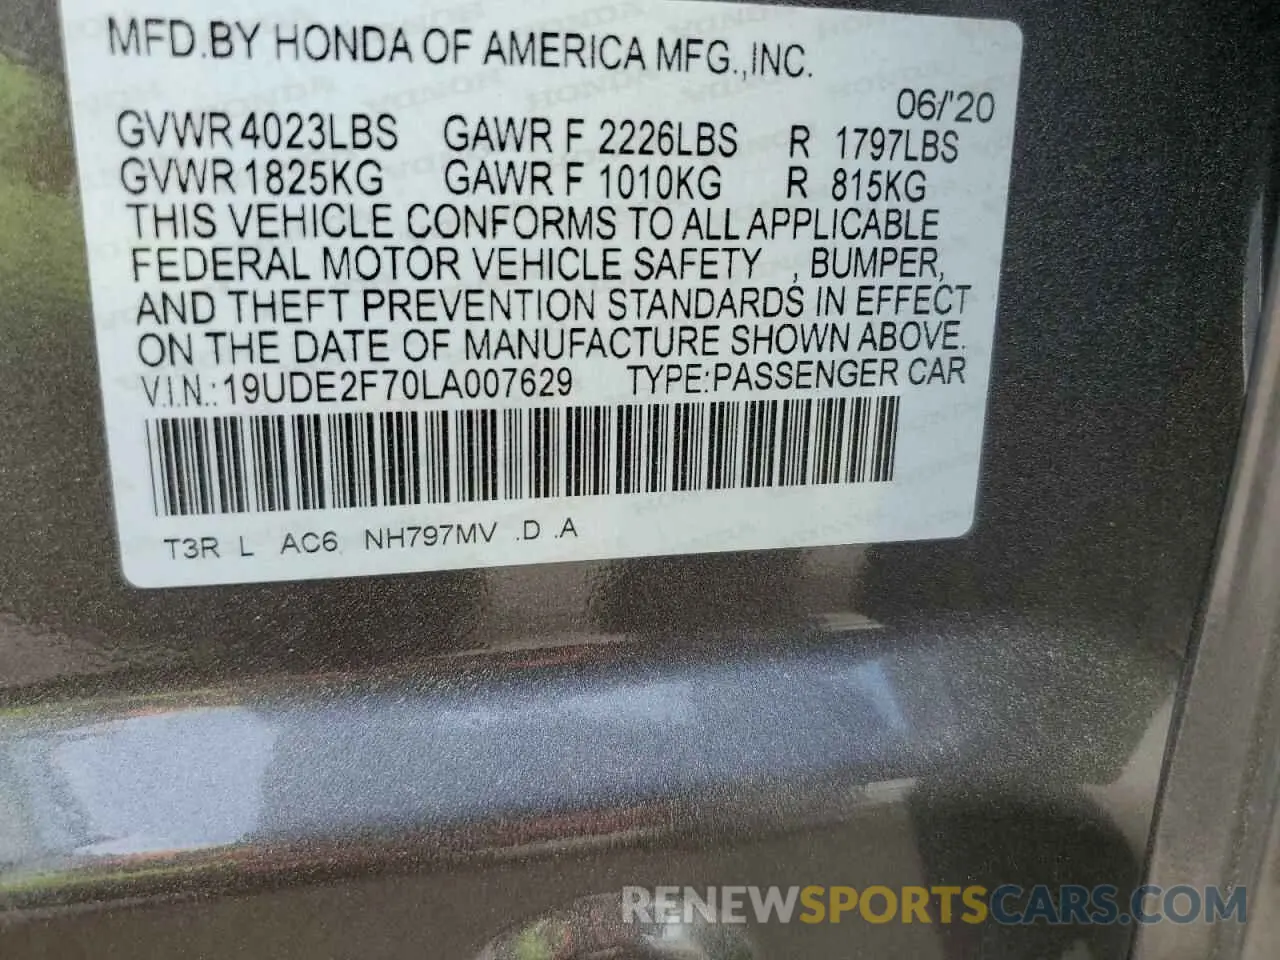 MFD.BY HONDA OF AMERICA MFG.,INC.
06/'20
GVWR 4023LBS GAWR F 2226LBS R 1797LBS
GVWR 1825KG GAWR F 1010KG R 815KG
THIS VEHICLE CONFORMS TO ALL APPLICABLE
FEDERAL MOTOR VEHICLE SAFETY , BUMPER,
AND THEFT PREVENTION STANDARDS IN EFFECT
ON THE DATE OF MANUFACTURE SHOWN ABOVE.
V.I.N.: 19UDE2F70LA007629 TYPE:PASSENGER CAR
T3R L AC6 NH797MV .D .A
RENEWSPORTSCARS.COM